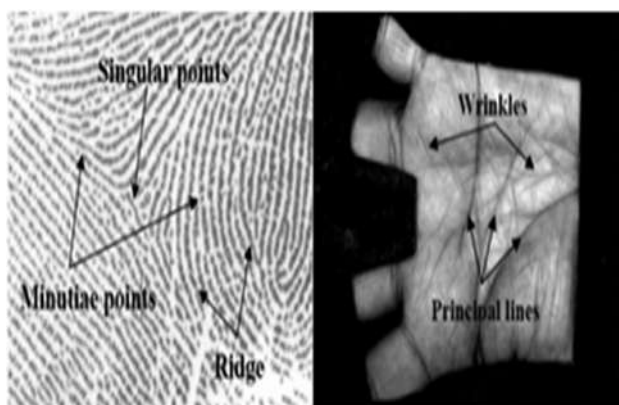 Singular points
Minutiae points
Ridge
Wrinkles
Principal lines